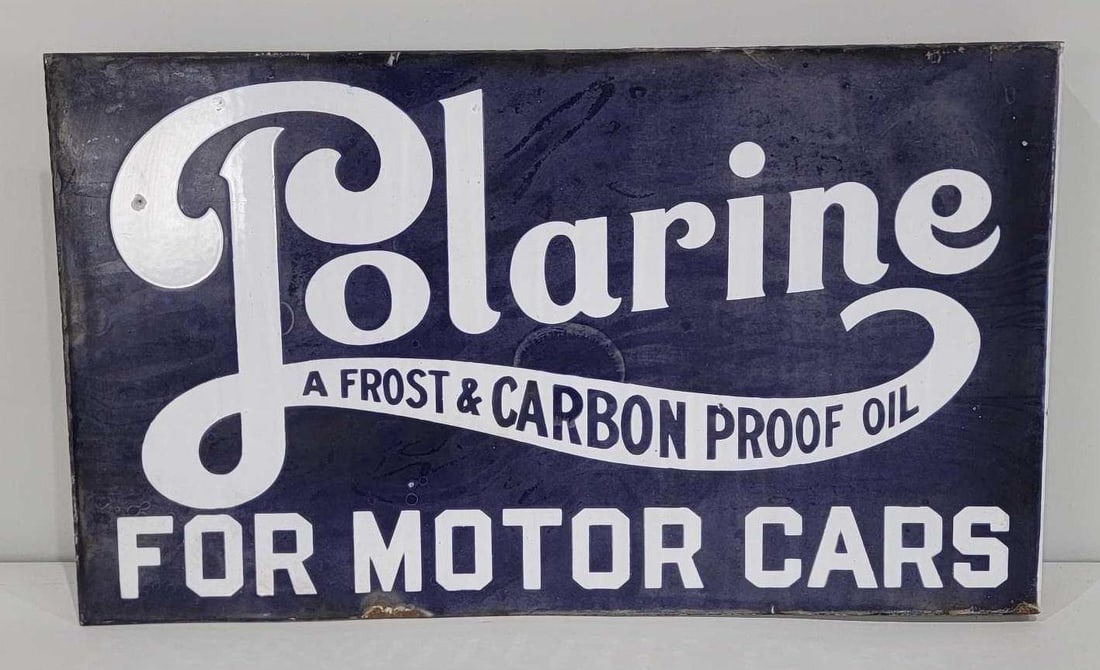 Polarine
A FROST & CARBON PROOF OIL
FOR MOTOR CARS